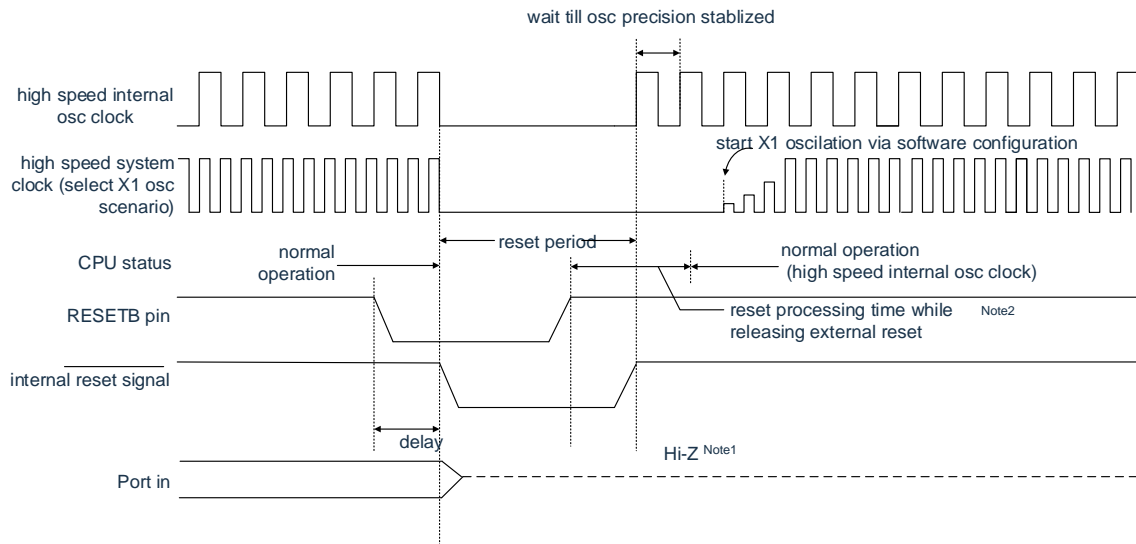 wait till osc precision stablized
high speed internal
osc clock
start X1 oscilation via software configuration
high speed system
clock (select X1 osc
scenario)
reset period
CPU status
normal
operation
normal operation
(high speed internal osc clock)
RESETB pin
reset processing time while Note2
releasing external reset
internal reset signal
delay
Hi-Z Note1
Port in